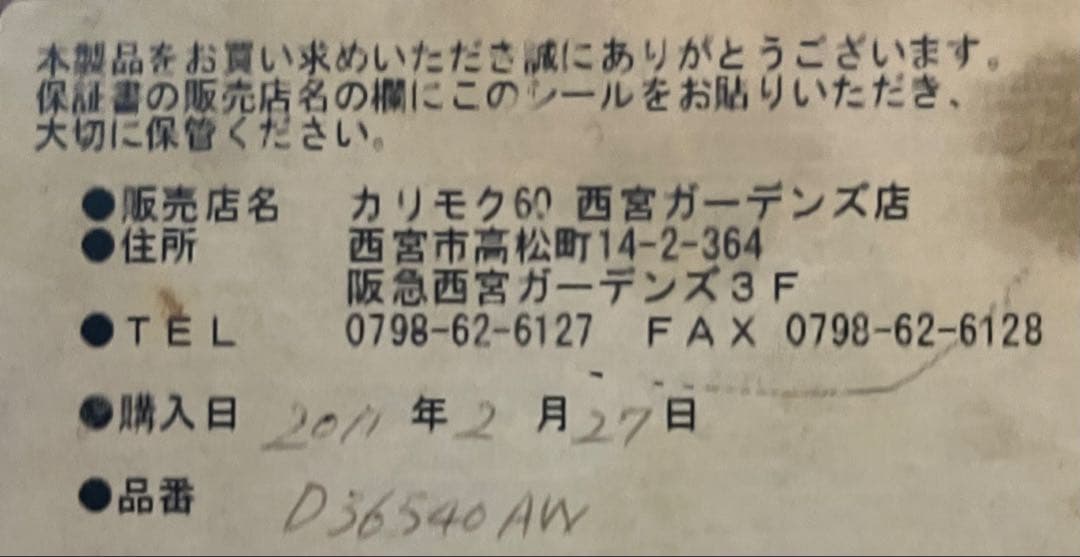 本製品をお買い求めいただき誠にありがとうございます。
保証書の販売店名の欄にこのシールをお貼りいただき、
大切に保管ください。
●販売店名 カリモク60 西宮ガーデンズ店
●住所 西宮市高松町14-2-364
阪急西宮ガーデンズ3F
●TEL 0798-62-6127 FAX 0798-62-6128
●購入日 2011年2月27日
●品番 D36540AW